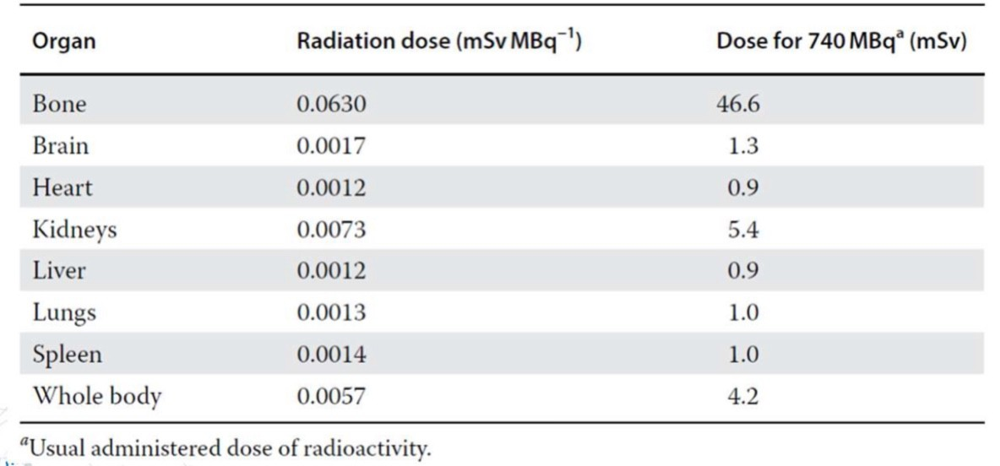 Organ Radiation dose (mSv MBq⁻¹) Dose for 740 MBqᵃ (mSv)
Bone 0.0630 46.6
Brain 0.0017 1.3
Heart 0.0012 0.9
Kidneys 0.0073 5.4
Liver 0.0012 0.9
Lungs 0.0013 1.0
Spleen 0.0014 1.0
Whole body 0.0057 4.2
ᵃUsual administered dose of radioactivity.